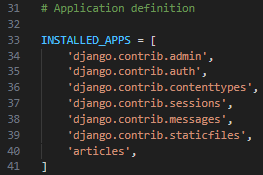 31 # Application definition
32
33 INSTALLED_APPS = [
34     'django.contrib.admin',
35     'django.contrib.auth',
36     'django.contrib.contenttypes',
37     'django.contrib.sessions',
38     'django.contrib.messages',
39     'django.contrib.staticfiles',
40     'articles',
41 ]